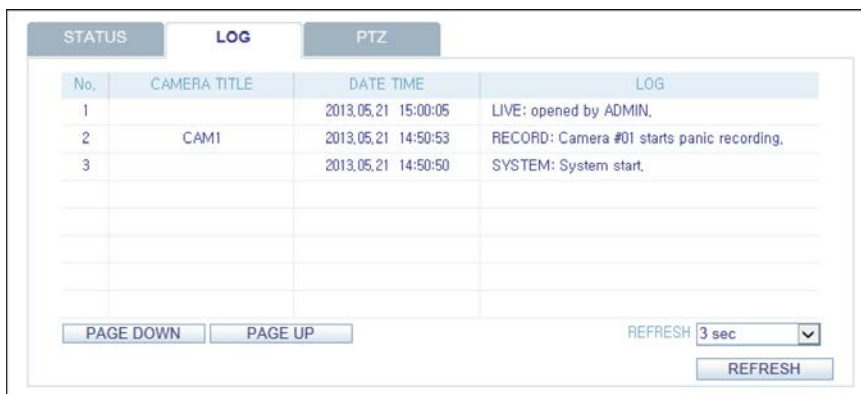 STATUS LOG PTZ
No. CAMERA TITLE DATE TIME LOG
1 2013.05.21 15:00:05 LIVE: opened by ADMIN.
2 CAM1 2013.05.21 14:50:53 RECORD: Camera #01 starts panic recording.
3 2013.05.21 14:50:50 SYSTEM: System start.
PAGE DOWN PAGE UP REFRESH 3 sec
REFRESH